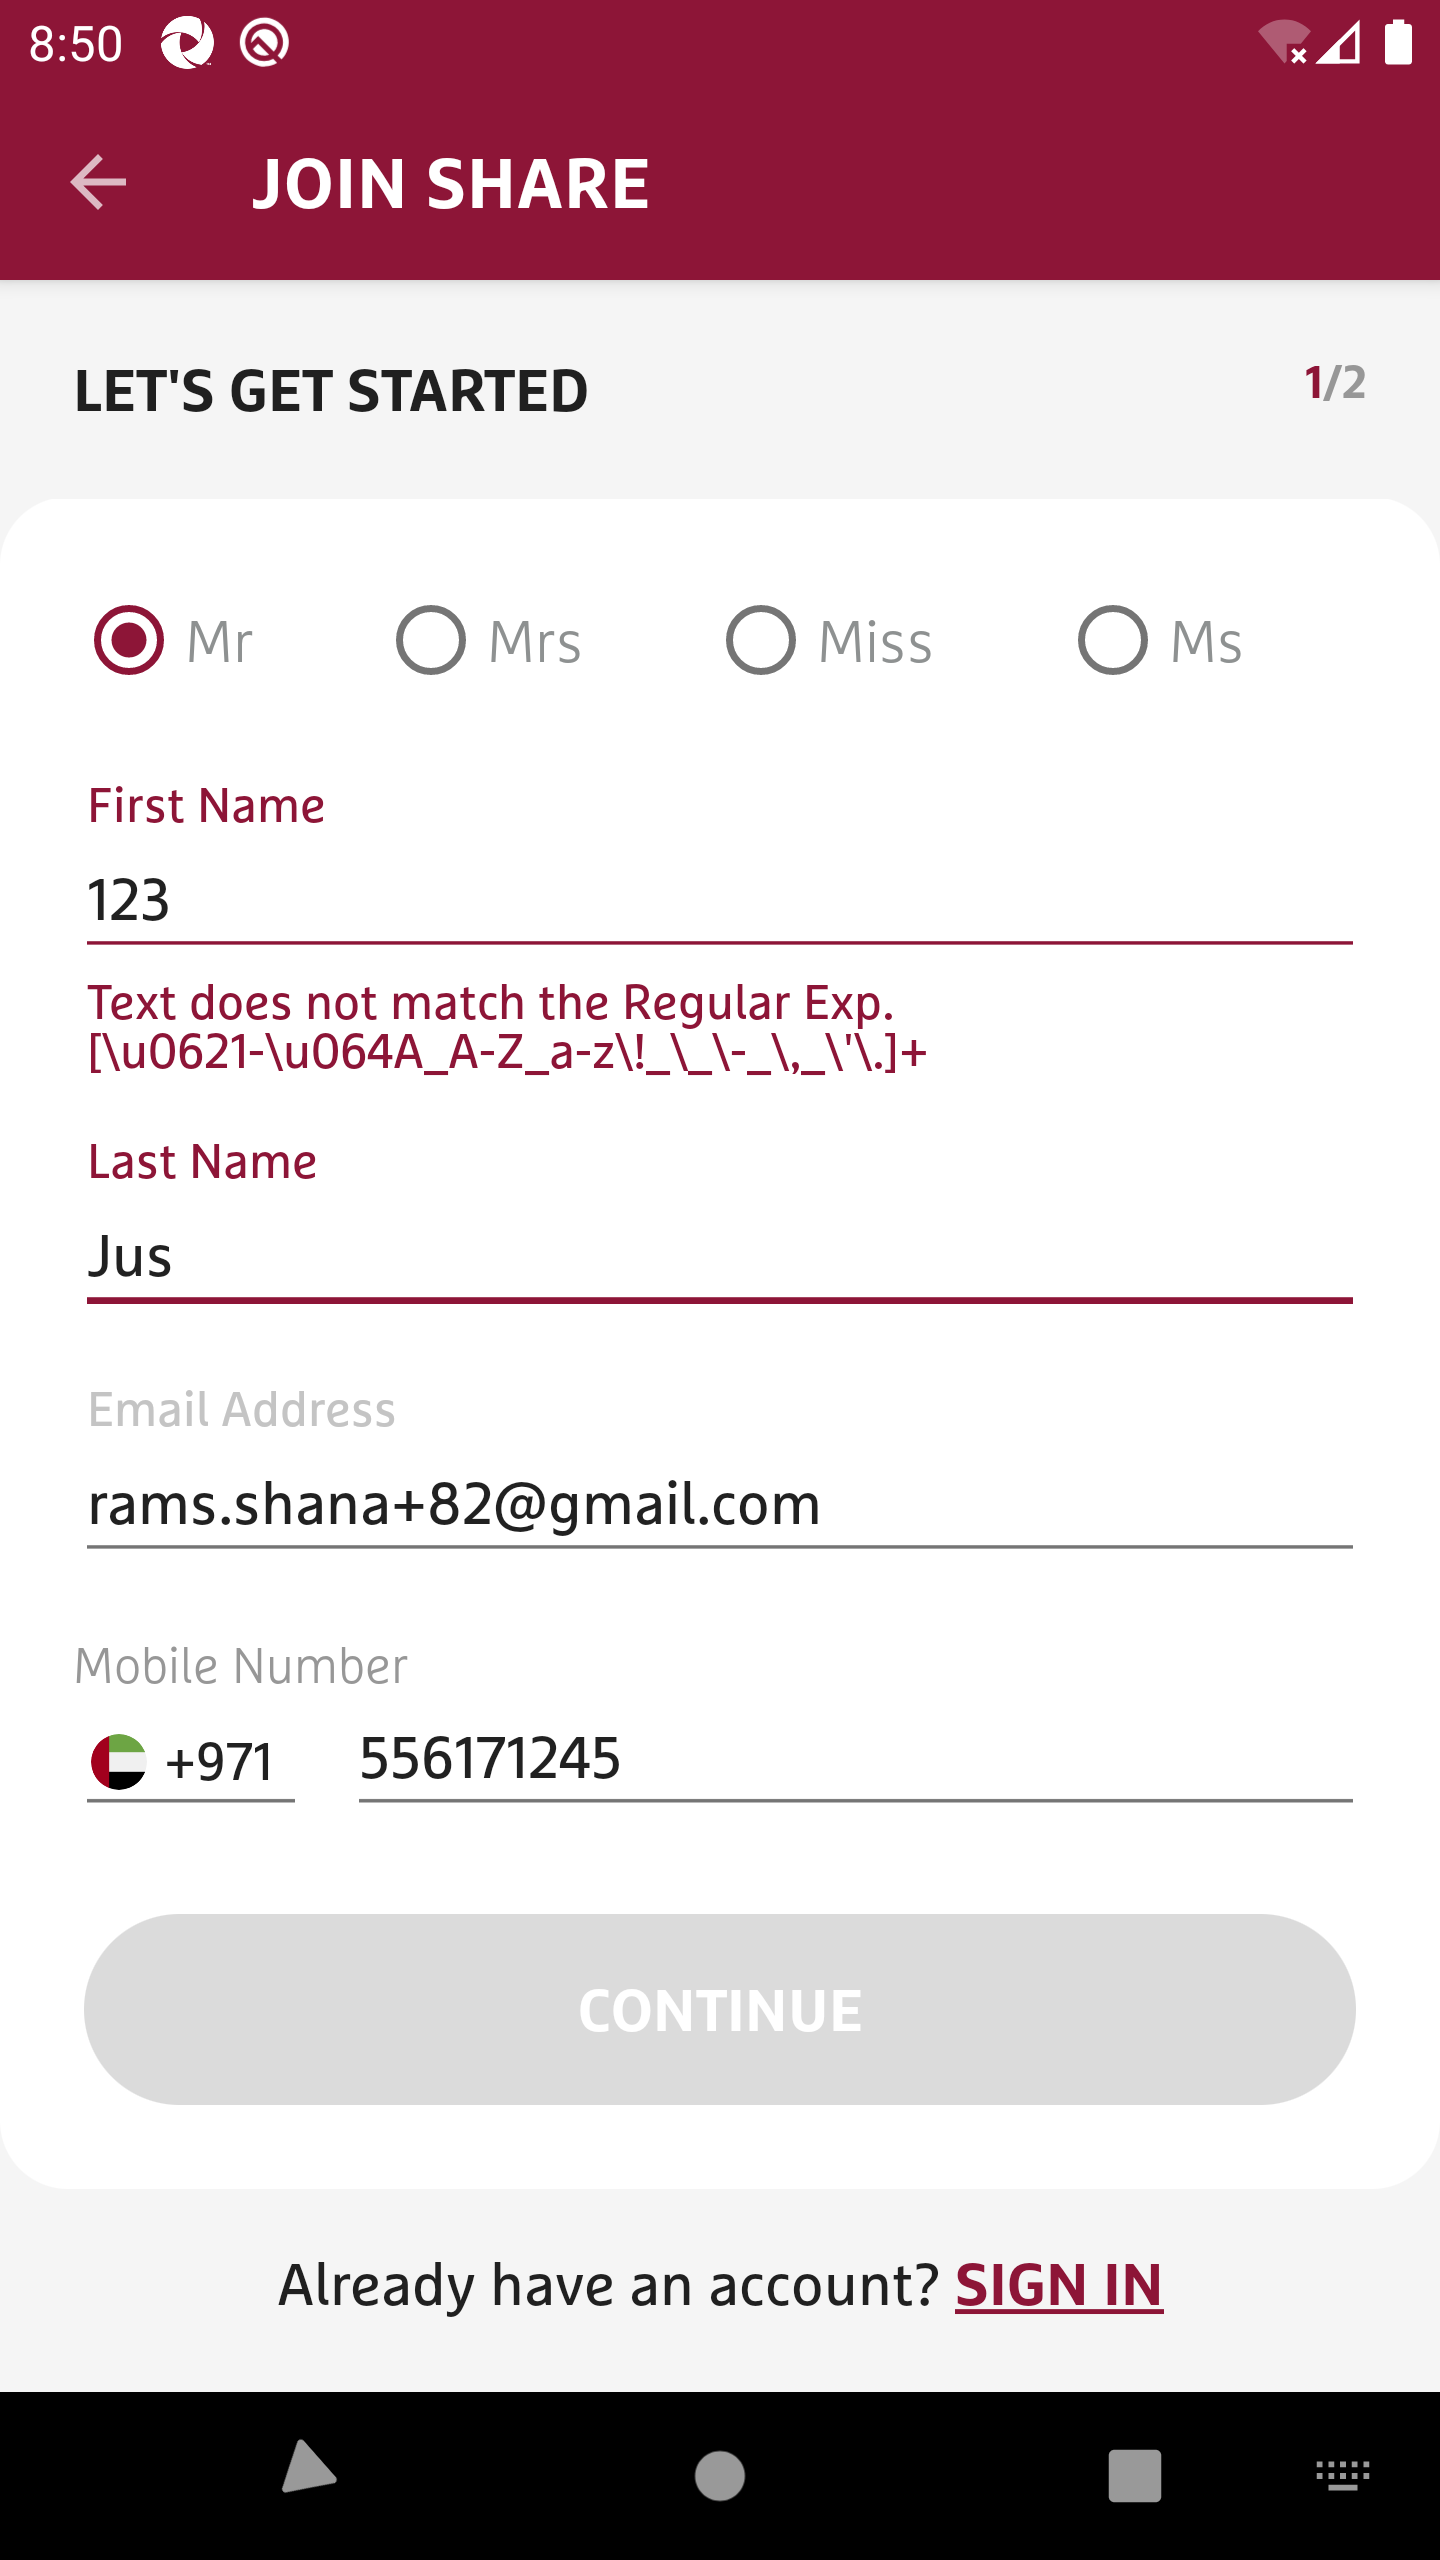 8:50
JOIN SHARE
LET'S GET STARTED
1/2
Mr Mrs Miss Ms
First Name
123
Text does not match the Regular Exp.
[\u0621-\u064A_A-Z_a-z\!_\_\-_\,_\'\.]+
Last Name
Jus
Email Address
rams.shana+82@gmail.com
Mobile Number
+971 556171245
CONTINUE
Already have an account? SIGN IN